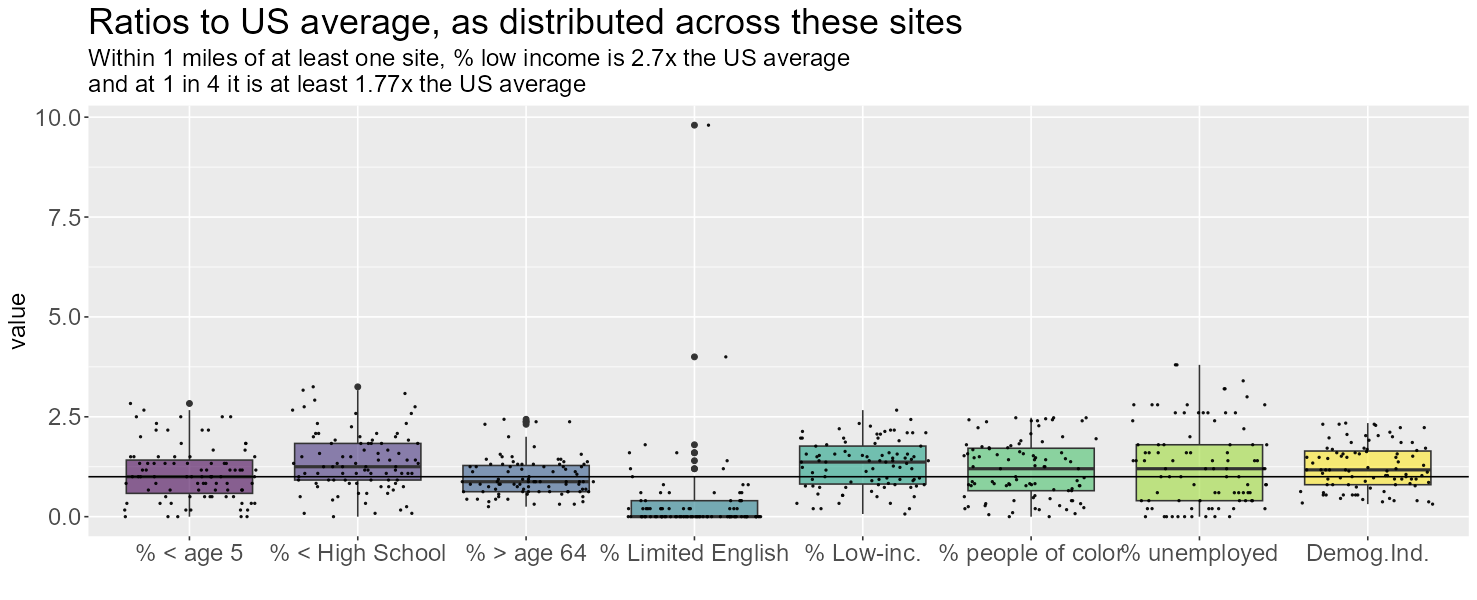 Ratios to US average, as distributed across these sites
Within 1 miles of at least one site, % low income is 2.7x the US average
and at 1 in 4 it is at least 1.77x the US average
10.0
7.5
5.0
2.5
0.0
value
% < age 5 % < High School % > age 64 % Limited English % Low-inc. % people of color % unemployed Demog.Ind.